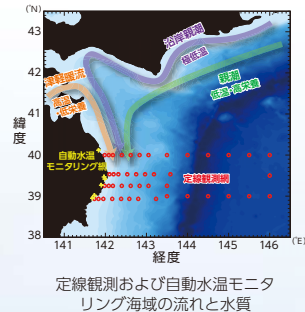 (°N)
43
42
41
40
39
38
緯度
沿岸親潮
極低温
津軽暖流
高温
低栄養
親潮
低温・高栄養
自動水温
モニタリング網
定線観測網
141 142 143 144 145 146
(°E)
経度
定線観測および自動水温モニタ
リング海域の流れと水質